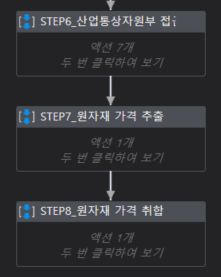 STEP6_산업통상자원부 접
액션 7개
두 번 클릭하여 보기
STEP7_원자재 가격 추출
액션 1개
두 번 클릭하여 보기
STEP8_원자재 가격 취합
액션 1개
두 번 클릭하여 보기